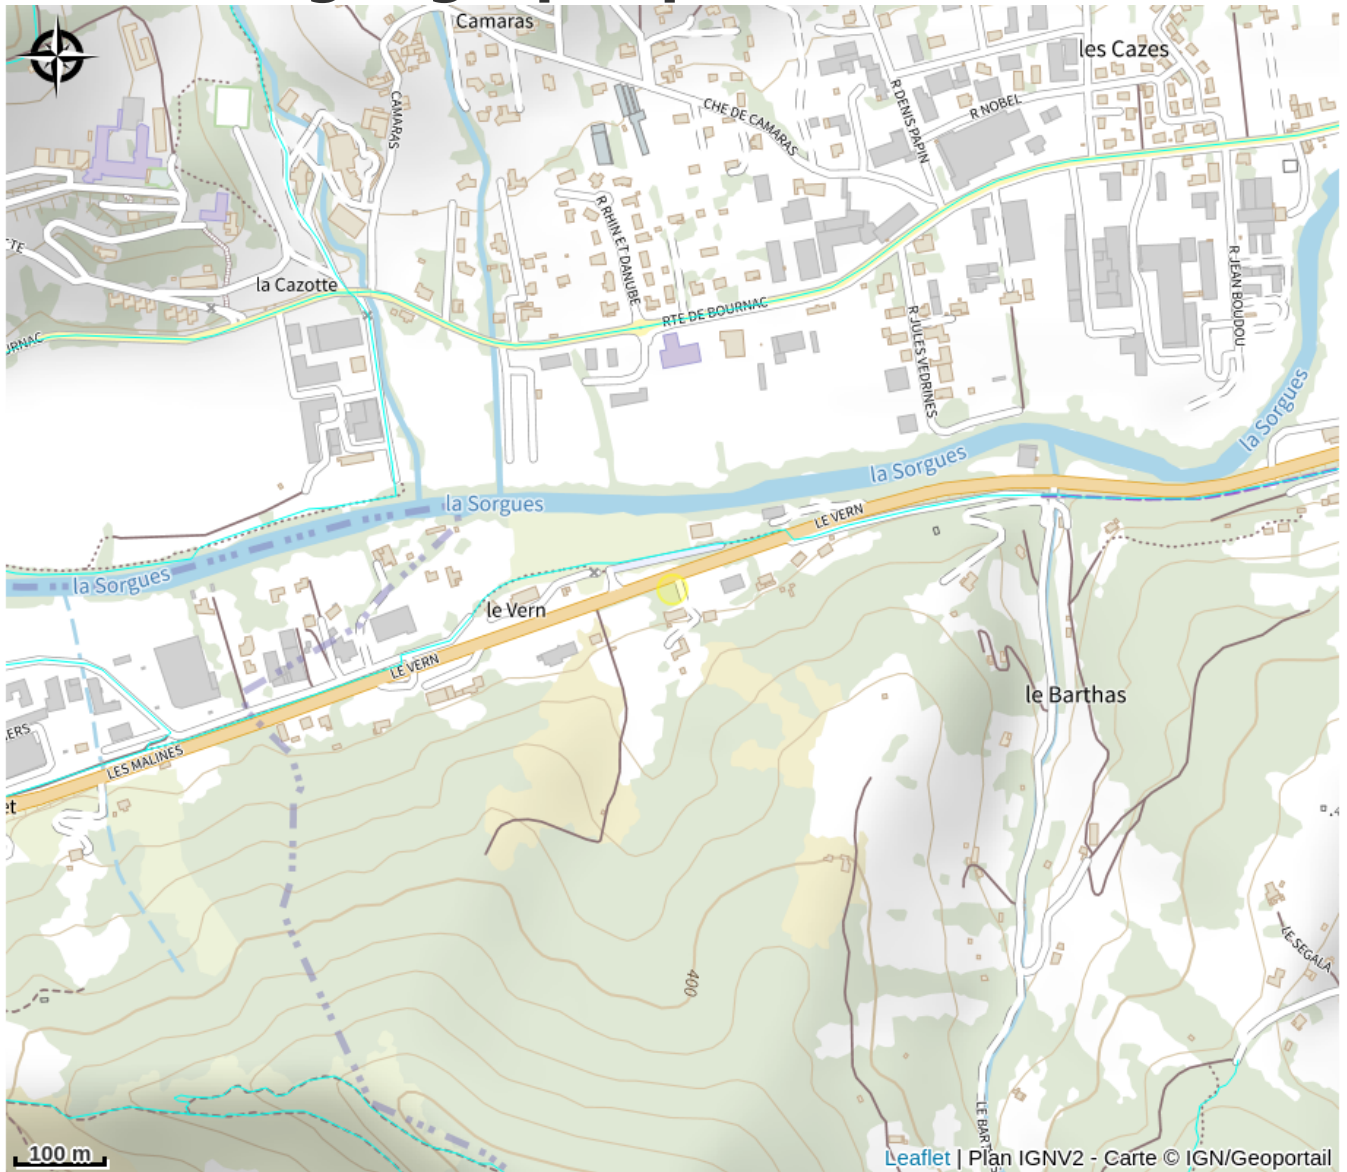 Camaras
les Cazes
CAMARAS
CHE DE CAMARAS
R DENIS PAPIN
R NOBEL
R RHIN ET DANUBE
la Cazotte
RTE DE BOURNAC
R JULES VEDRINES
R JEAN BOUDOU
la Sorgues
la Sorgues
la Sorgues
LE VERN
la Sorgues
le Vern
LE VERN
le Barthas
LES MALINES
400
LE SEGALA
100 m
Leaflet | Plan IGNV2 - Carte © IGN/Geoportail